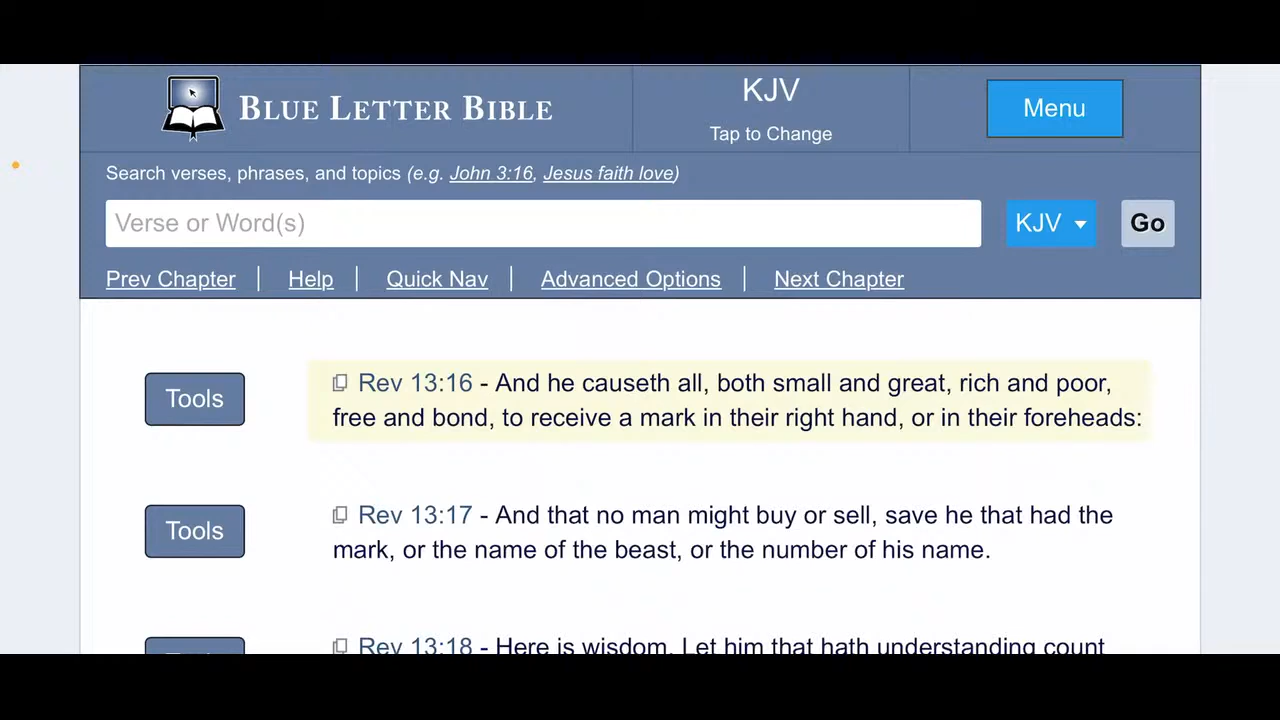 BLUE LETTER BIBLE
KJV
Tap to Change
Menu
Search verses, phrases, and topics (e.g. John 3:16, Jesus faith love)
Verse or Word(s)
KJV
Go
Prev Chapter | Help | Quick Nav | Advanced Options | Next Chapter
Tools
Rev 13:16 - And he causeth all, both small and great, rich and poor,
free and bond, to receive a mark in their right hand, or in their foreheads:
Tools
Rev 13:17 - And that no man might buy or sell, save he that had the
mark, or the name of the beast, or the number of his name.
Rev 13:18 - Here is wisdom. Let him that hath understanding count